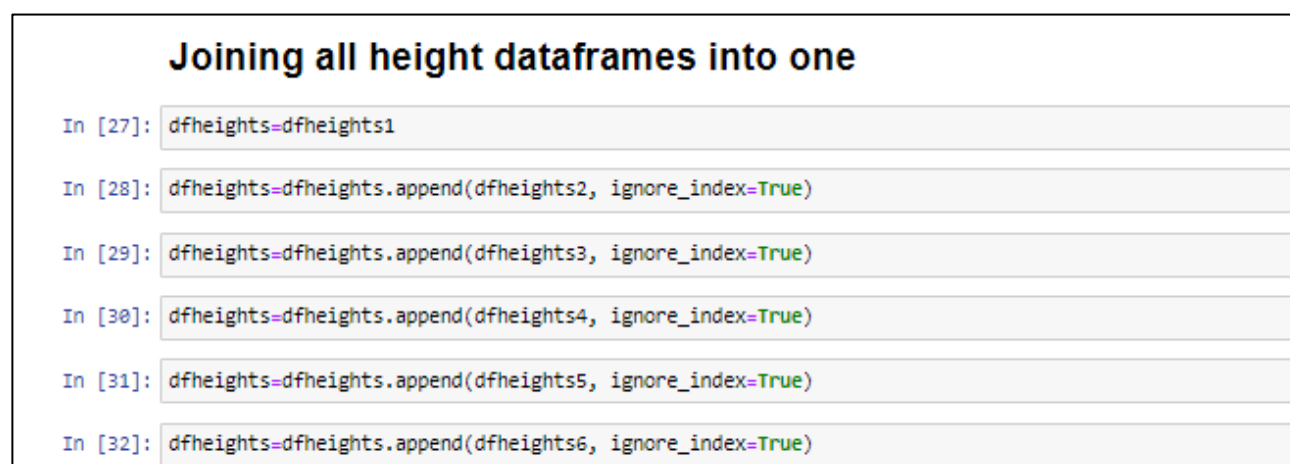 Joining all height dataframes into one
In [27]: dfheights=dfheights1
In [28]: dfheights=dfheights.append(dfheights2, ignore_index=True)
In [29]: dfheights=dfheights.append(dfheights3, ignore_index=True)
In [30]: dfheights=dfheights.append(dfheights4, ignore_index=True)
In [31]: dfheights=dfheights.append(dfheights5, ignore_index=True)
In [32]: dfheights=dfheights.append(dfheights6, ignore_index=True)